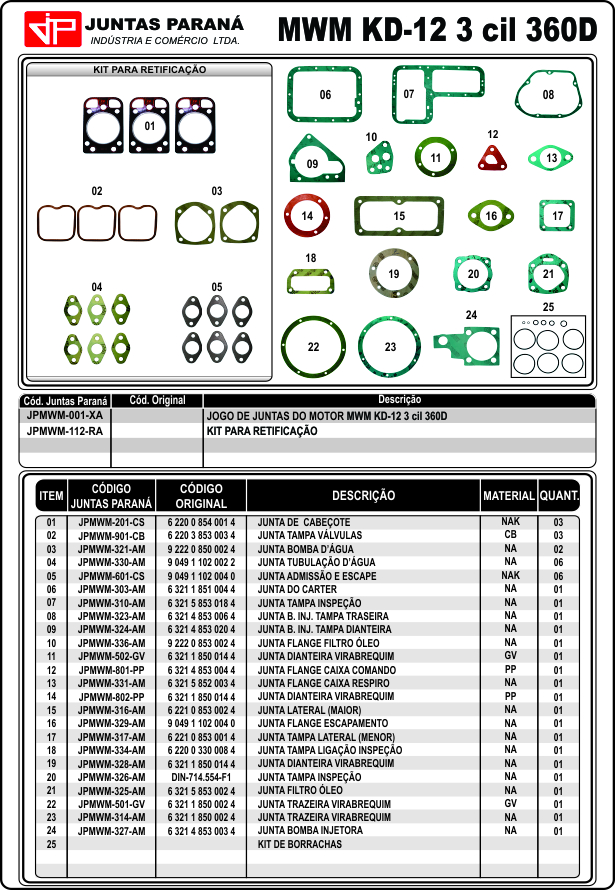 JP JUNTAS PARANÁ
INDÚSTRIA E COMÉRCIO LTDA.
MWM KD-12 3 cil 360D
KIT PARA RETIFICAÇÃO
01
02
03
04
05
06
07
08
09
10
11
12
13
14
15
16
17
18
19
20
21
22
23
24
25
Cód. Juntas Paraná Cód. Original Descrição
JPMWM-001-XA JOGO DE JUNTAS DO MOTOR MWM KD-12 3 cil 360D
JPMWM-112-RA KIT PARA RETIFICAÇÃO
ITEM CÓDIGO JUNTAS PARANÁ CÓDIGO ORIGINAL DESCRIÇÃO MATERIAL QUANT.
01 JPMWM-201-CS 6 220 0 854 001 4 JUNTA DE CABEÇOTE NAK 03
02 JPMWM-901-CB 6 220 3 853 003 4 JUNTA TAMPA VÁLVULAS CB 03
03 JPMWM-321-AM 9 222 0 850 002 4 JUNTA BOMBA D'ÁGUA NA 02
04 JPMWM-330-AM 9 049 1 102 002 2 JUNTA TUBULAÇÃO D'ÁGUA NA 06
05 JPMWM-601-CS 9 049 1 102 004 0 JUNTA ADMISSÃO E ESCAPE NAK 06
06 JPMWM-303-AM 6 321 1 851 004 4 JUNTA DO CARTER NA 01
07 JPMWM-310-AM 6 321 5 853 018 4 JUNTA TAMPA INSPEÇÃO NA 01
08 JPMWM-323-AM 6 321 4 853 006 4 JUNTA B. INJ. TAMPA TRASEIRA NA 01
09 JPMWM-324-AM 6 321 4 853 020 4 JUNTA B. INJ. TAMPA DIANTEIRA NA 01
10 JPMWM-336-AM 9 222 0 853 002 4 JUNTA FLANGE FILTRO ÓLEO NA 01
11 JPMWM-502-GV 6 321 1 850 014 4 JUNTA DIANTEIRA VIRABREQUIM GV 01
12 JPMWM-801-PP 6 321 4 853 004 4 JUNTA FLANGE CAIXA COMANDO PP 01
13 JPMWM-331-AM 6 321 5 852 003 4 JUNTA FLANGE CAIXA RESPIRO NA 01
14 JPMWM-802-PP 6 321 1 850 014 4 JUNTA DIANTEIRA VIRABREQUIM PP 01
15 JPMWM-316-AM 6 221 0 853 002 4 JUNTA LATERAL (MAIOR) NA 01
16 JPMWM-329-AM 9 049 1 102 004 0 JUNTA FLANGE ESCAPAMENTO NA 01
17 JPMWM-317-AM 6 221 0 853 001 4 JUNTA TAMPA LATERAL (MENOR) NA 01
18 JPMWM-334-AM 6 220 0 330 008 4 JUNTA TAMPA LIGAÇÃO INSPEÇÃO NA 01
19 JPMWM-328-AM 6 321 1 850 014 4 JUNTA DIANTEIRA VIRABREQUIM NA 01
20 JPMWM-326-AM DIN-714.554-F1 JUNTA TAMPA INSPEÇÃO NA 01
21 JPMWM-325-AM 6 321 5 853 002 4 JUNTA FILTRO ÓLEO NA 01
22 JPMWM-501-GV 6 321 1 850 002 4 JUNTA TRAZEIRA VIRABREQUIM GV 01
23 JPMWM-314-AM 6 321 1 850 002 4 JUNTA TRAZEIRA VIRABREQUIM NA 01
24 JPMWM-327-AM 6 321 4 853 003 4 JUNTA BOMBA INJETORA NA 01
25 KIT DE BORRACHAS